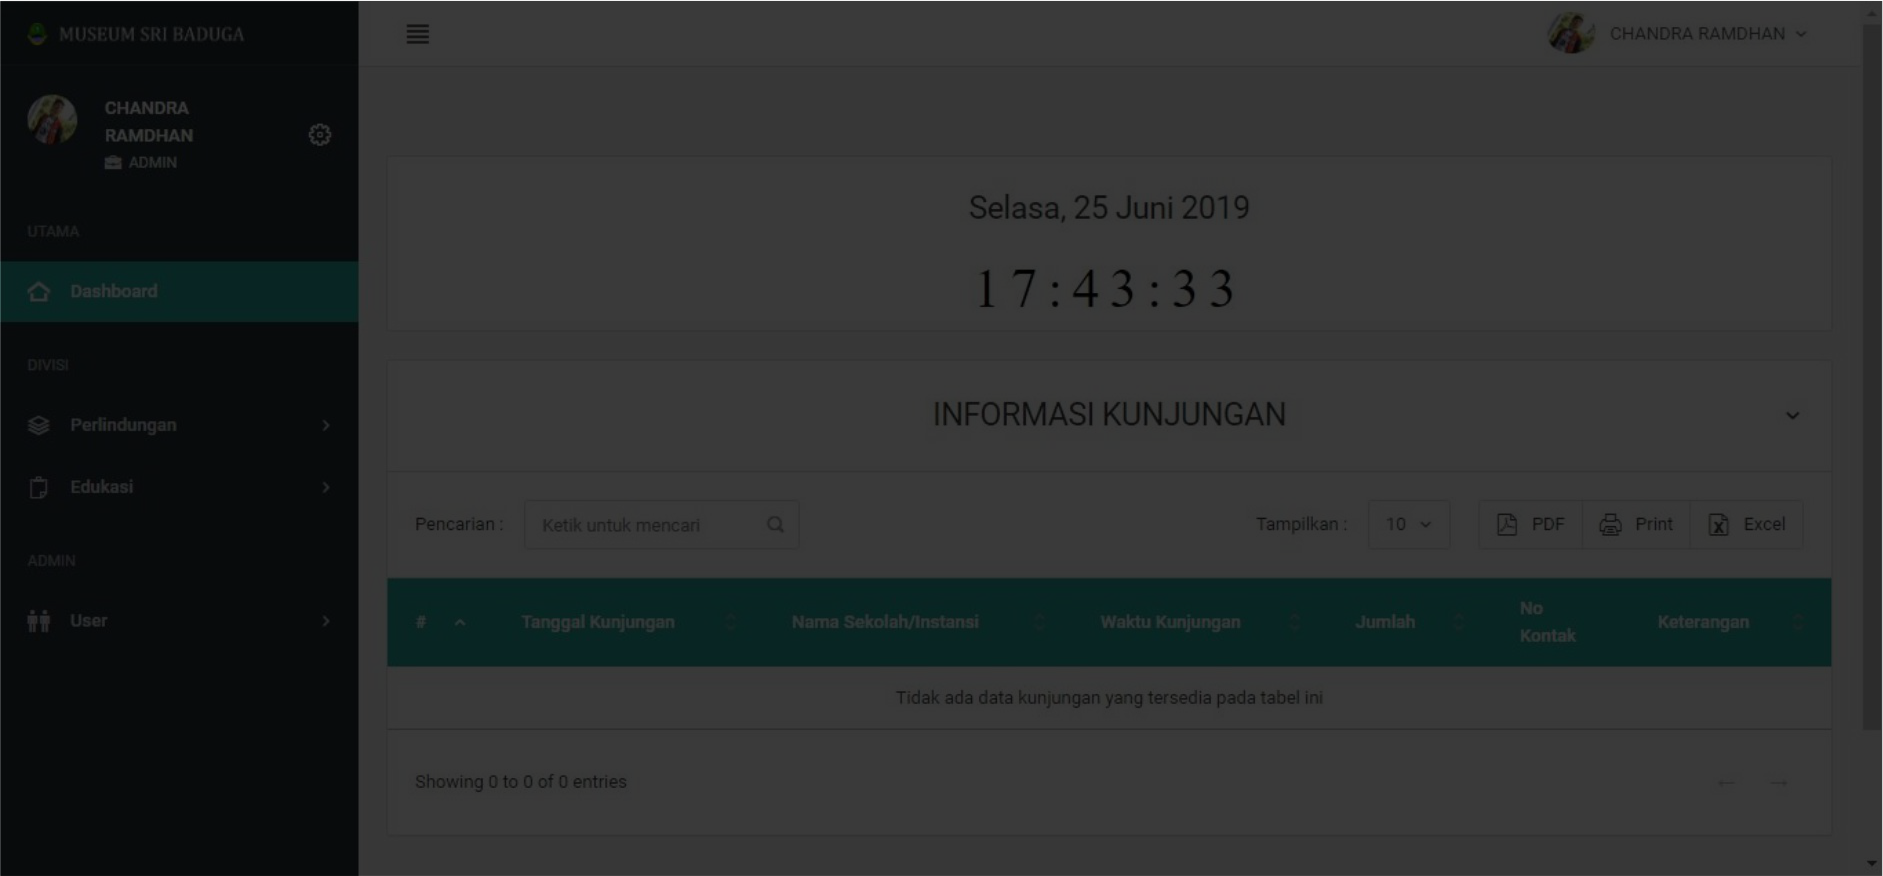 MUSEUM SRI BADUGA
CHANDRA RAMDHAN
CHANDRA
RAMDHAN
ADMIN
UTAMA
Dashboard
DIVISI
Perlindungan
Edukasi
ADMIN
User
Selasa, 25 Juni 2019
17:43:33
INFORMASI KUNJUNGAN
Pencarian : Ketik untuk mencari Tampilkan : 10 PDF Print Excel
# Tanggal Kunjungan Nama Sekolah/Instansi Waktu Kunjungan Jumlah No Kontak Keterangan
Tidak ada data kunjungan yang tersedia pada tabel ini
Showing 0 to 0 of 0 entries